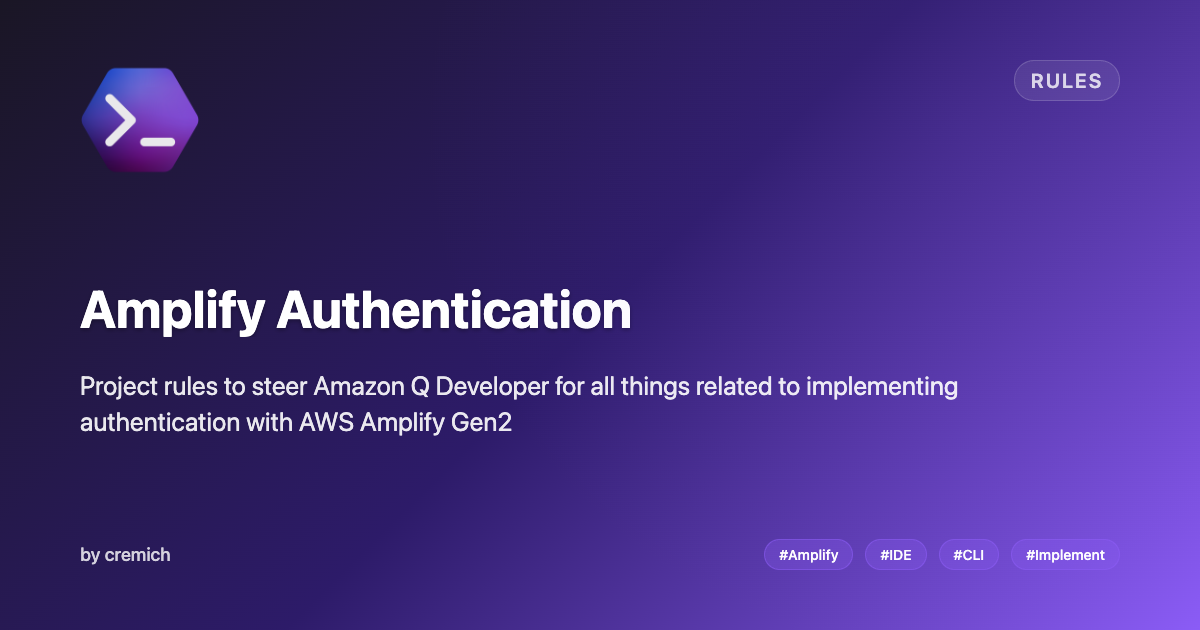 RULES
Amplify Authentication
Project rules to steer Amazon Q Developer for all things related to implementing
authentication with AWS Amplify Gen2
by cremich
#Amplify #IDE #CLI #Implement